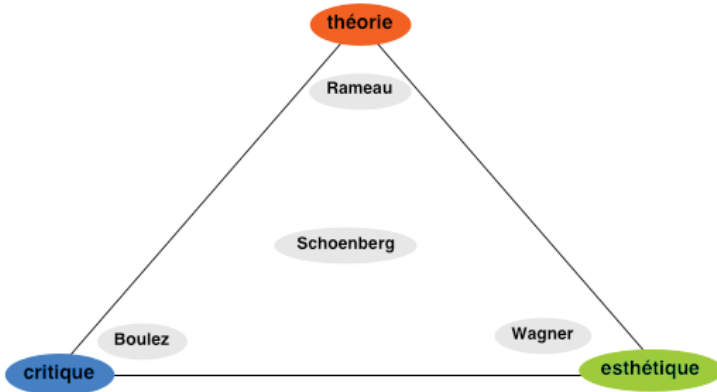 théorie
Rameau
Schoenberg
Boulez
Wagner
critique
esthétique